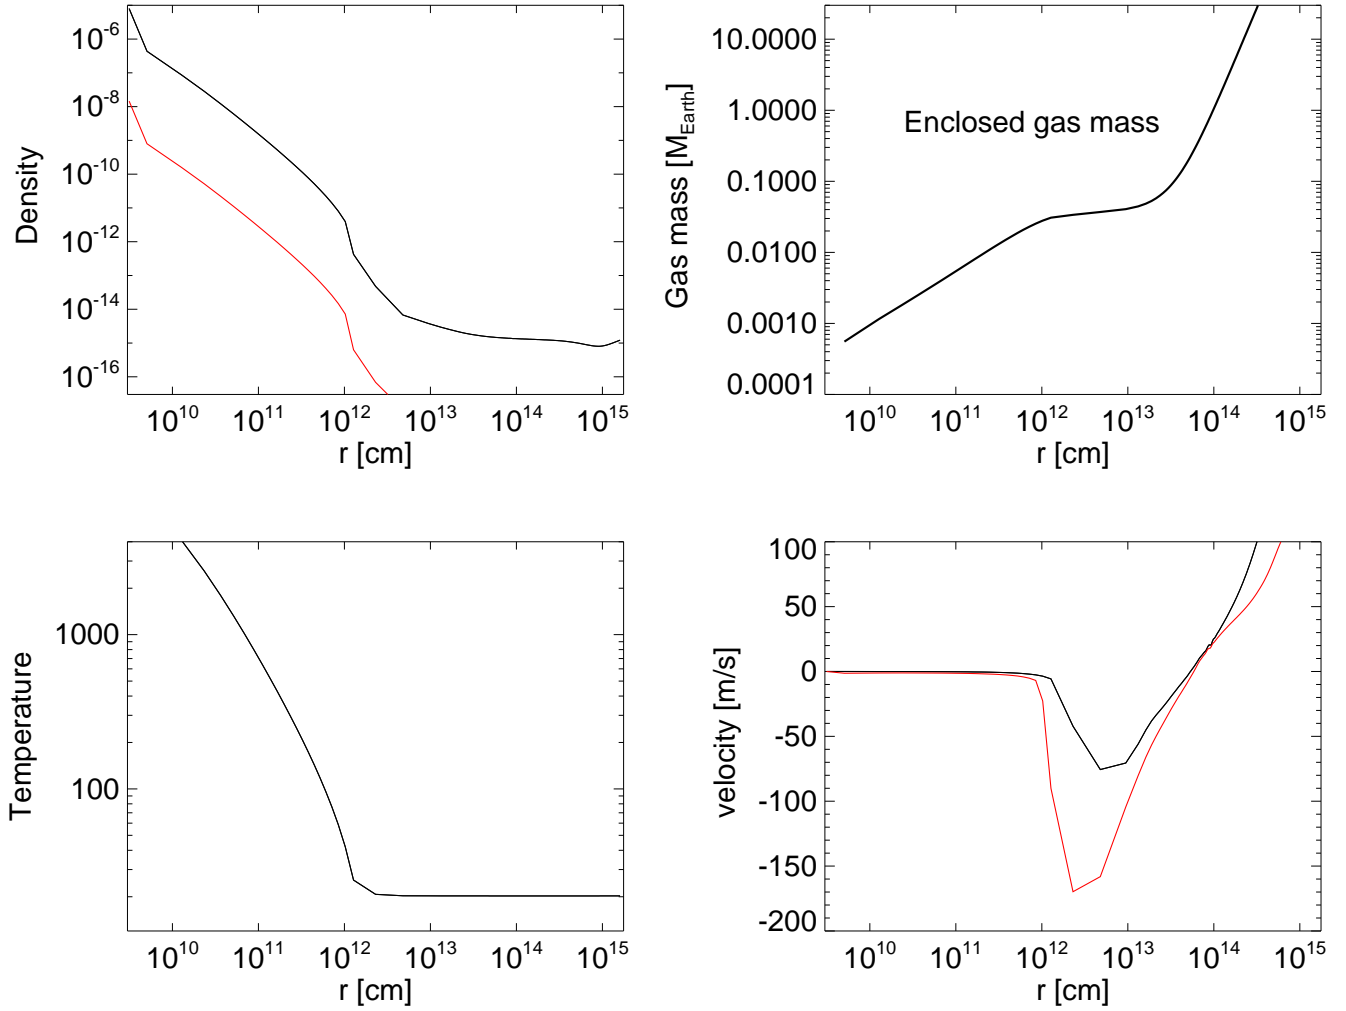 Density
10^-6
10^-8
10^-10
10^-12
10^-14
10^-16
10^10 10^11 10^12 10^13 10^14 10^15
r [cm]
Gas mass [M_Earth]
10.0000
1.0000
0.1000
0.0100
0.0010
0.0001
Enclosed gas mass
10^10 10^11 10^12 10^13 10^14 10^15
r [cm]
Temperature
1000
100
10^10 10^11 10^12 10^13 10^14 10^15
r [cm]
velocity [m/s]
100
50
0
-50
-100
-150
-200
10^10 10^11 10^12 10^13 10^14 10^15
r [cm]